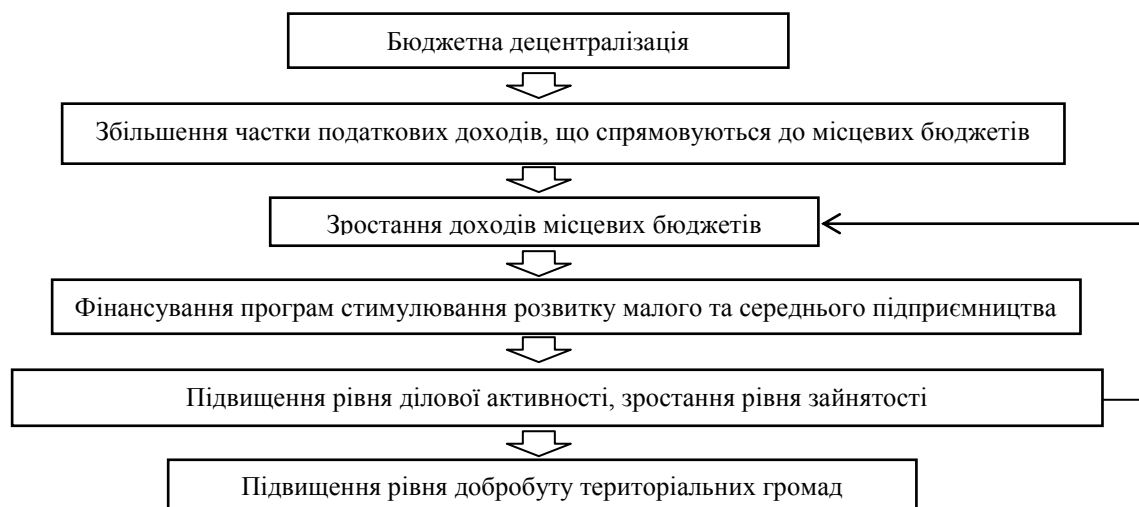 Бюджетна децентралізація
Збільшення частки податкових доходів, що спрямовуються до місцевих бюджетів
Зростання доходів місцевих бюджетів
Фінансування програм стимулювання розвитку малого та середнього підприємництва
Підвищення рівня ділової активності, зростання рівня зайнятості
Підвищення рівня добробуту територіальних громад